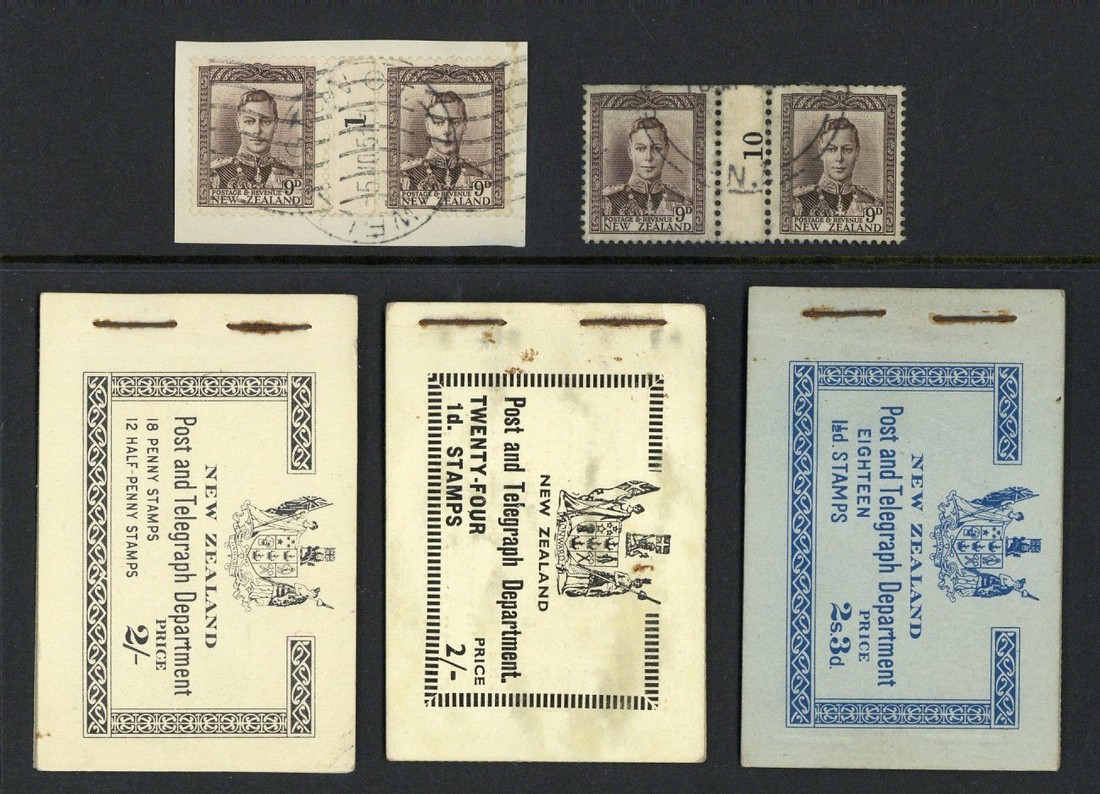 9D
POSTAGE & REVENUE
NEW ZEALAND
1
9D
POSTAGE & REVENUE
NEW ZEALAND
9D
POSTAGE & REVENUE
NEW ZEALAND
10
N.
9D
POSTAGE & REVENUE
NEW ZEALAND
NEW ZEALAND
Post and Telegraph Department
18 PENNY STAMPS
12 HALF-PENNY STAMPS
PRICE
2/-
NEW ZEALAND
Post and Telegraph Department.
TWENTY-FOUR
1d. STAMPS
PRICE
2/-
NEW ZEALAND
Post and Telegraph Department
EIGHTEEN
1½d. STAMPS
PRICE
2s.3d.